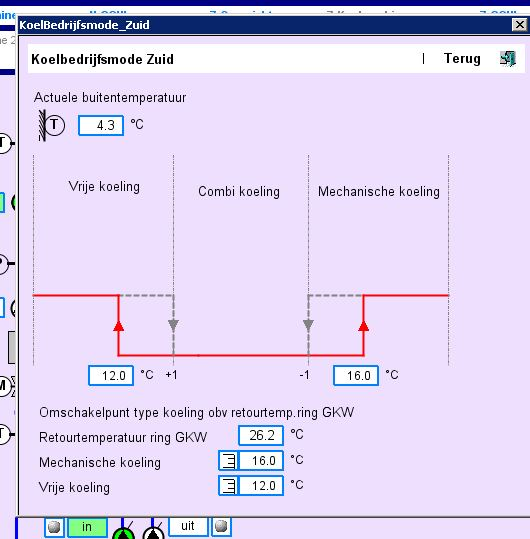 KoelBedrijfsmode_Zuid
Koelbedrijfsmode Zuid | Terug
Actuele buitentemperatuur
T 4.3 °C
Vrije koeling Combi koeling Mechanische koeling
12.0 °C +1 -1 16.0 °C
Omschakelpunt type koeling obv retourtemp.ring GKW
Retourtemperatuur ring GKW 26.2 °C
Mechanische koeling 16.0 °C
Vrije koeling 12.0 °C
in uit